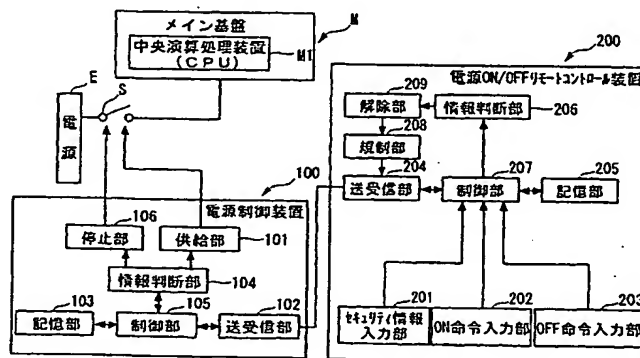 メイン基盤
M
中央演算処理装置
(CPU)
M1
200
E
S
電源
電源ON/OFFリモートコントロール装置
209
解除部
情報判断部
206
208
規制部
204
207
205
送受信部
制御部
記憶部
100
電源制御装置
106
停止部
供給部
101
情報判断部
104
103
105
102
記憶部
制御部
送受信部
201
202
203
セキュリティ情報
入力部
ON命令入力部
OFF命令入力部